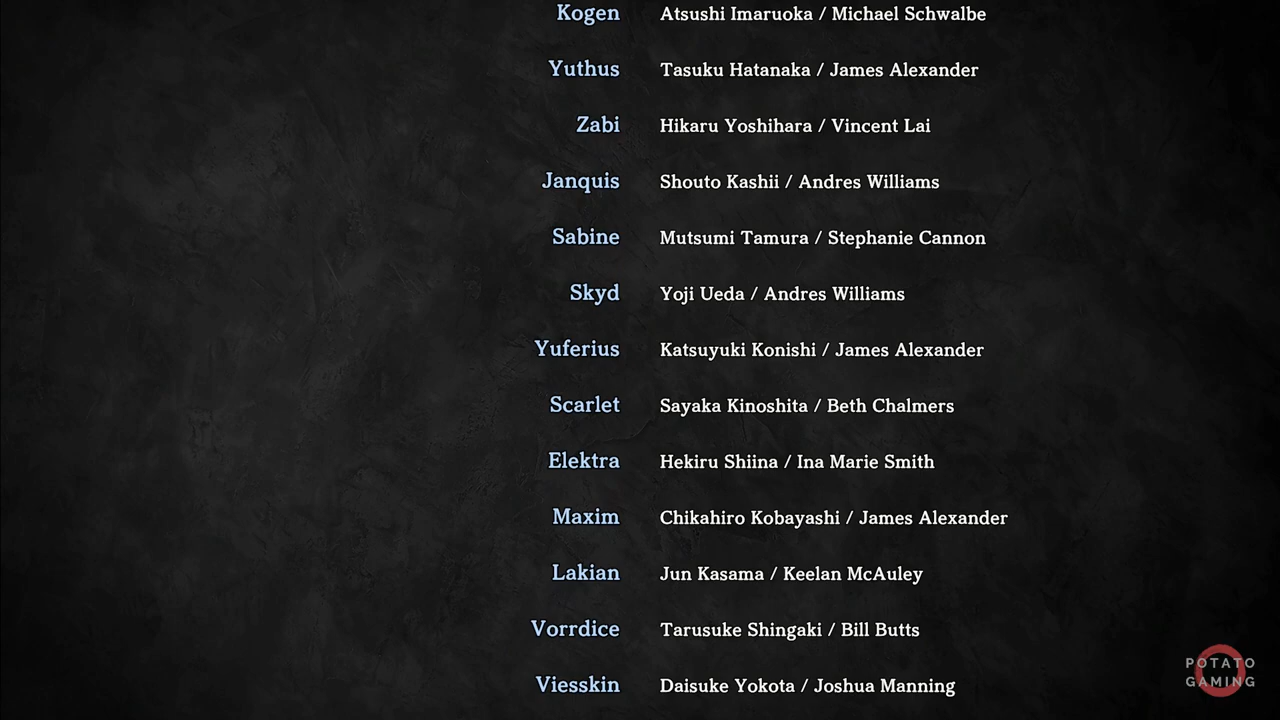 Kogen Atsushi Imaruoka / Michael Schwalbe
Yuthus Tasuku Hatanaka / James Alexander
Zabi Hikaru Yoshihara / Vincent Lai
Janquis Shouto Kashii / Andres Williams
Sabine Mutsumi Tamura / Stephanie Cannon
Skyd Yoji Ueda / Andres Williams
Yuferius Katsuyuki Konishi / James Alexander
Scarlet Sayaka Kinoshita / Beth Chalmers
Elektra Hekiru Shiina / Ina Marie Smith
Maxim Chikahiro Kobayashi / James Alexander
Lakian Jun Kasama / Keelan McAuley
Vorrdice Tarusuke Shingaki / Bill Butts
Viesskin Daisuke Yokota / Joshua Manning
POTATO
GAMING